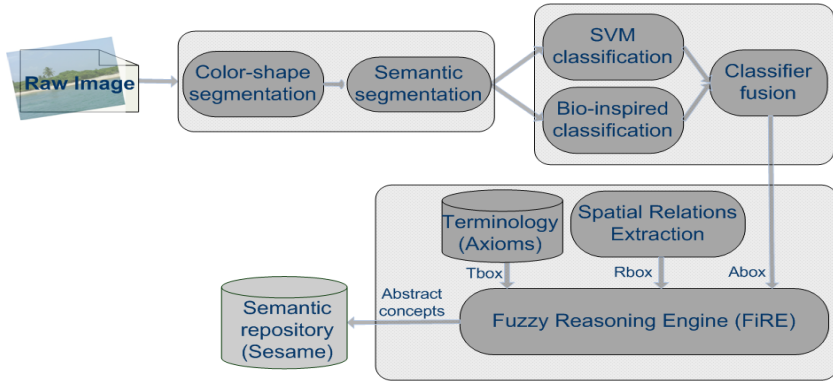 Raw Image
Color-shape
segmentation
Semantic
segmentation
SVM
classification
Bio-inspired
classification
Classifier
fusion
Terminology
(Axioms)
Spatial Relations
Extraction
Tbox
Rbox
Abox
Fuzzy Reasoning Engine (FiRE)
Abstract
concepts
Semantic
repository
(Sesame)